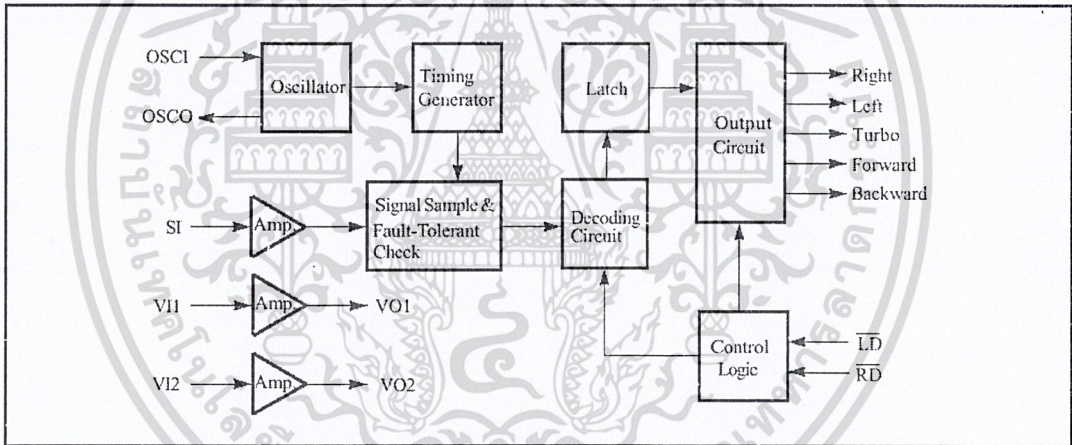 OSCI
OSCO
Oscillator
Timing
Generator
Latch
Output
Circuit
Right
Left
Turbo
Forward
Backward
SI
Amp.
Signal Sample &
Fault-Tolerant
Check
Decoding
Circuit
VI1
Amp.
VO1
VI2
Amp.
VO2
Control
Logic
LD
RD